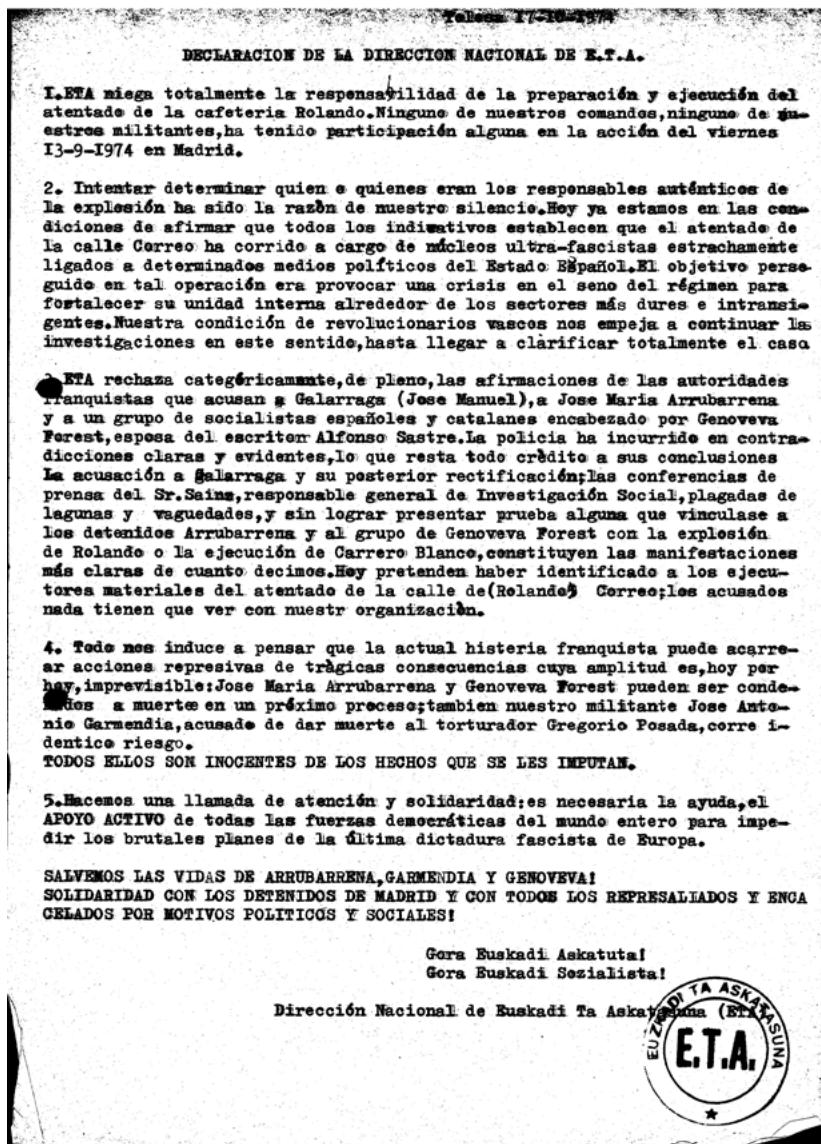 Tolosa 17-10-1974
DECLARACION DE LA DIRECCION NACIONAL DE E.T.A.
I.ETA niega totalmente la responsavilidad de la preparación y ejecución del
atentado de la cafeteria Rolando.Ninguno de nuestros comandos,ninguno de nu-
estros militantes,ha tenido participación alguna en la acción del viernes
I3-9-I974 en Madrid.
2. Intentar determinar quien o quienes eran los responsables auténticos de
la explosión ha sido la razòn de nuestro silencio.Hoy ya estamos en las con-
diciones de afirmar que todos los indicativos establecen que el atentado de
la calle Correo ha corrido a cargo de núcleos ultra-fascistas estrachamente
ligados a determinados medios políticos del Estado Español.El objetivo perse
guido en tal operación era provocar una crisis en el seno del régimen para
fostalecer su unidad interna alrededor de los sectores más dures e intransi-
gentes.Nuestra condición de revolucionarios vascos nos empeja a continuar las
investigaciones en este sentido,hasta llegar a clàrificar totalmente el caso
ETA rechaza categóricamante,de pleno,las afirmaciones de las autoridades
franquistas que acusan a Galarraga (Jose Manuel),a Jose Maria Arrubarrena
y a un grupo de socialistas españoles y catalanes encabezado por Genoveva
Forest,esposa del escritorr Alfonso Sastre.La policia ha incurrido en contra-
dicciones claras y evidentes,lo que resta todo crèdito a sus conclusiones
La acusación a Galarraga y su posterior rectificación;las conferencias de
prensa del Sr.Sainz,responsable general de Investigación Social,plagadas de
lagunas y vaguedades,y sin lograr presentar prueba alguna que vinculase a
los detenidos Arrubarrena y al grupo de Genoveva Forest con la explosión
de Rolando o la ejecución de Carrero Blanco,constituyen las manifestaciones
más claras de cuanto decimos.Hoy pretenden haber identificado a los ejecu-
tores materiales del atentado de la calle de(Rolando) Correo;los acusados
nada tienen que ver con nuestr organizaciòn.
4. Todo nos induce a pensar que la actual histeria franquista puede acarre-
ar acciones represivas de tràgicas consecuencias cuya amplitud es,hoy por
hoy,imprevisible:Jose Maria Arrubarrena y Genoveva Forest pueden ser conde-
nados a muertee en un próximo proceso;tambien nuestro militante Jose Anto-
nio Garmendia,acusado de dar muerte al torturador Gregorio Posada,corre i-
dentico riesgo.
TODOS ELLOS SON INOCENTES DE LOS HECHOS QUE SE LES IMPUTAN.
5.Hacemos una llamada de atención y solidaridad:es necesaria la ayuda,el
APOYO ACTIVO de todas las fuerzas democráticas del mundo entero para impe-
dir los brutales planes de la última dictadura fascista de Europa.
SALVEMOS LAS VIDAS DE ARRUBARRENA,GARMENDIA Y GENOVEVA!
SOLIDARIDAD CON LOS DETENIDOS DE MADRID Y CON TODOS LOS REPRESALIADOS Y ENCA
CELADOS POR MOTIVOS POLITICOS Y SOCIALES!
Gora Euskadi Askatuta!
Gora Euskadi Sozialista!
Dirección Nacional de Euskadi Ta Askatasuna (ETA)
EUZKADI TA ASKATASUNA
E.T.A.